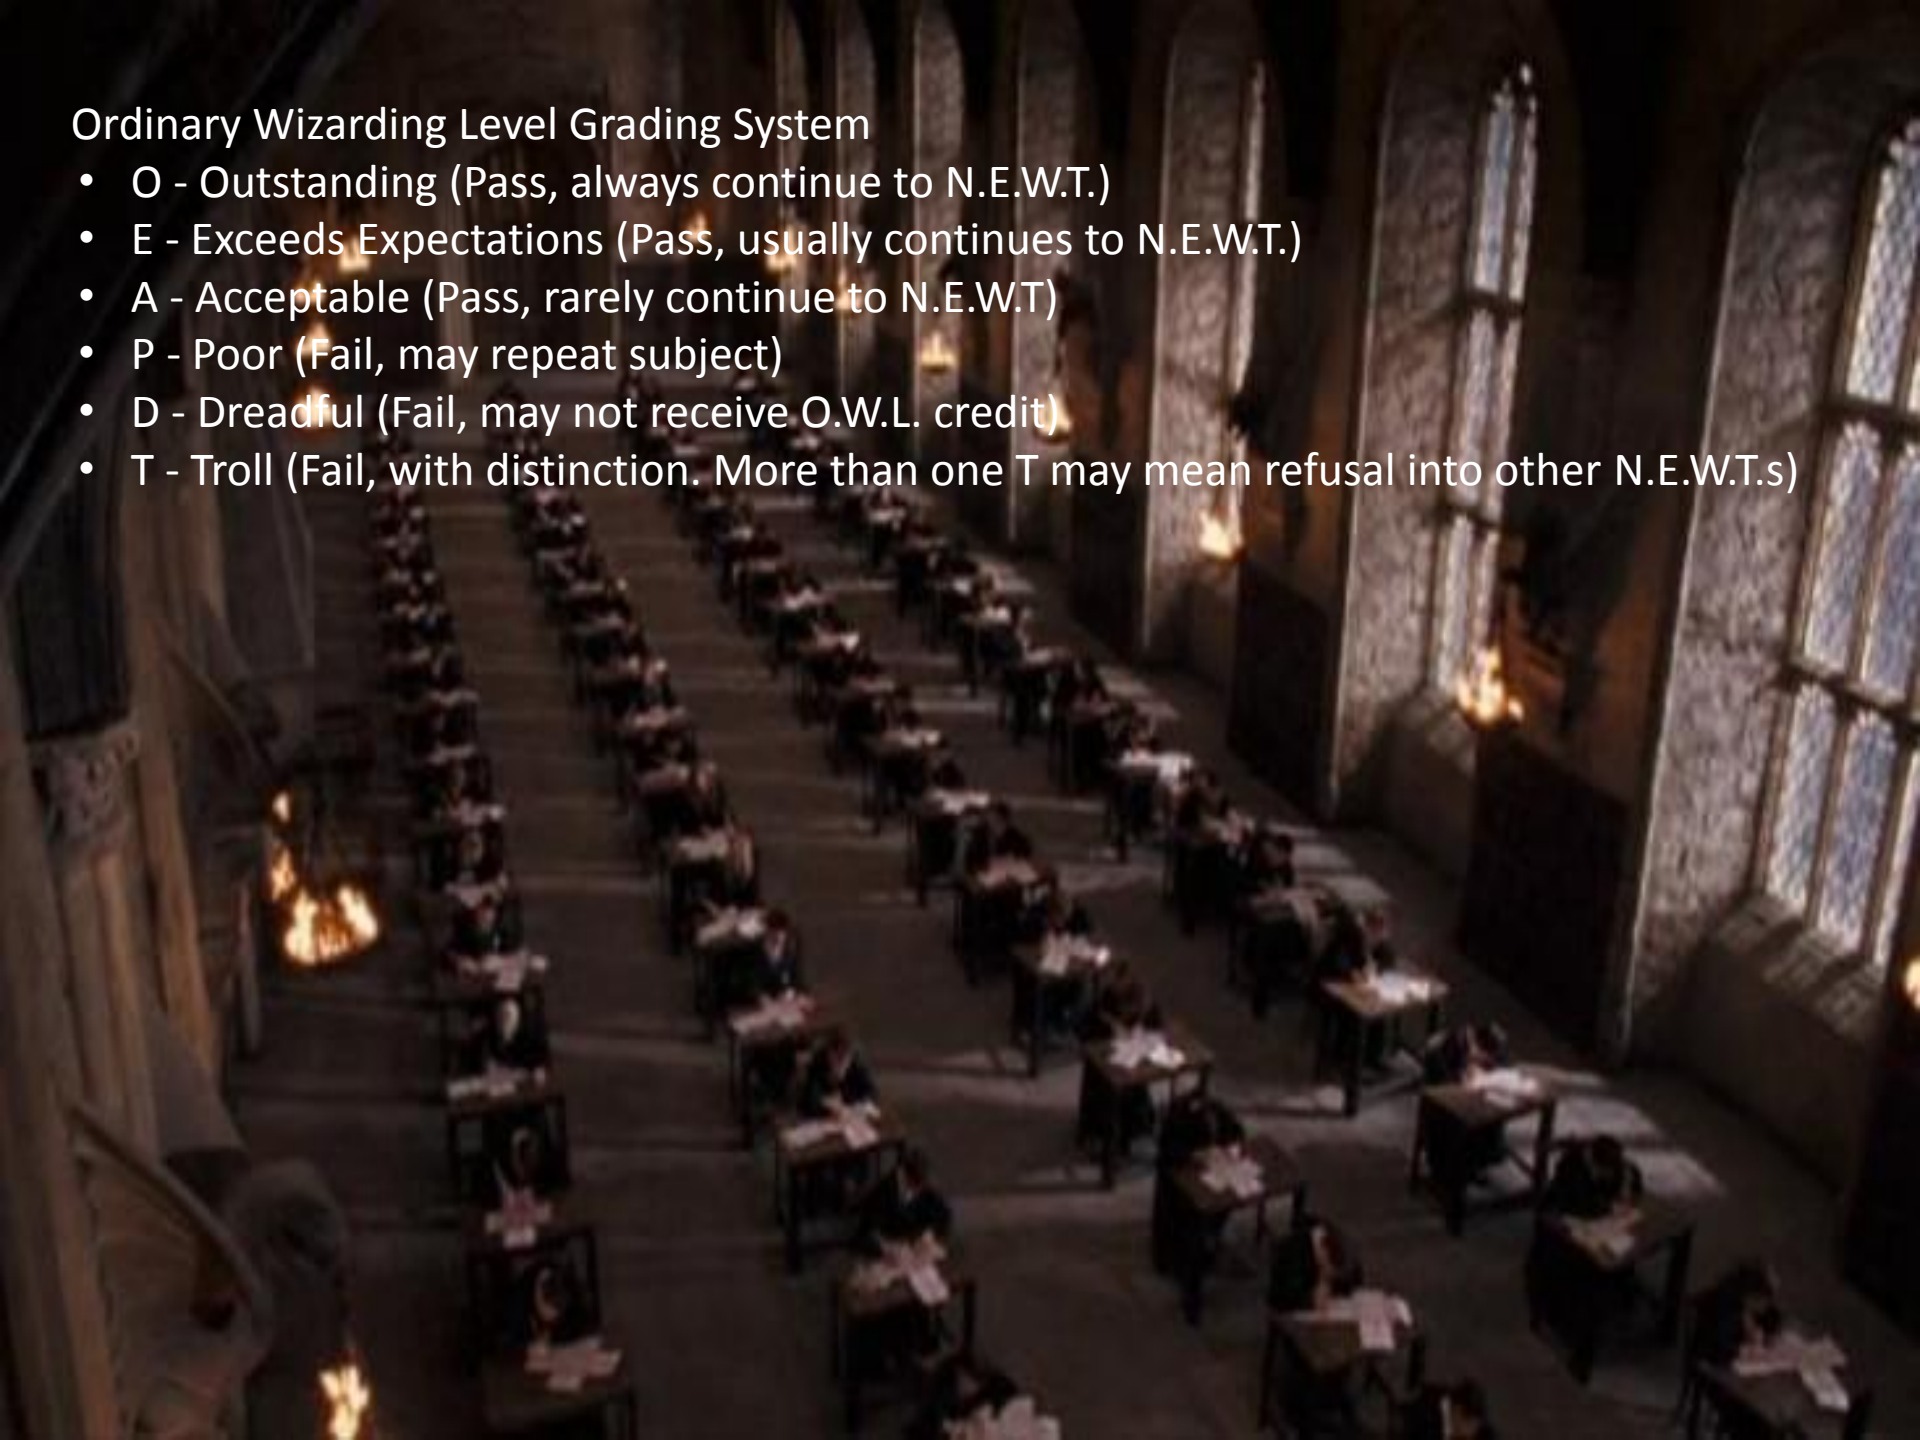 Ordinary Wizarding Level Grading System
• O - Outstanding (Pass, always continue to N.E.W.T.)
• E - Exceeds Expectations (Pass, usually continues to N.E.W.T.)
• A - Acceptable (Pass, rarely continue to N.E.W.T)
• P - Poor (Fail, may repeat subject)
• D - Dreadful (Fail, may not receive O.W.L. credit)
• T - Troll (Fail, with distinction. More than one T may mean refusal into other N.E.W.T.s)